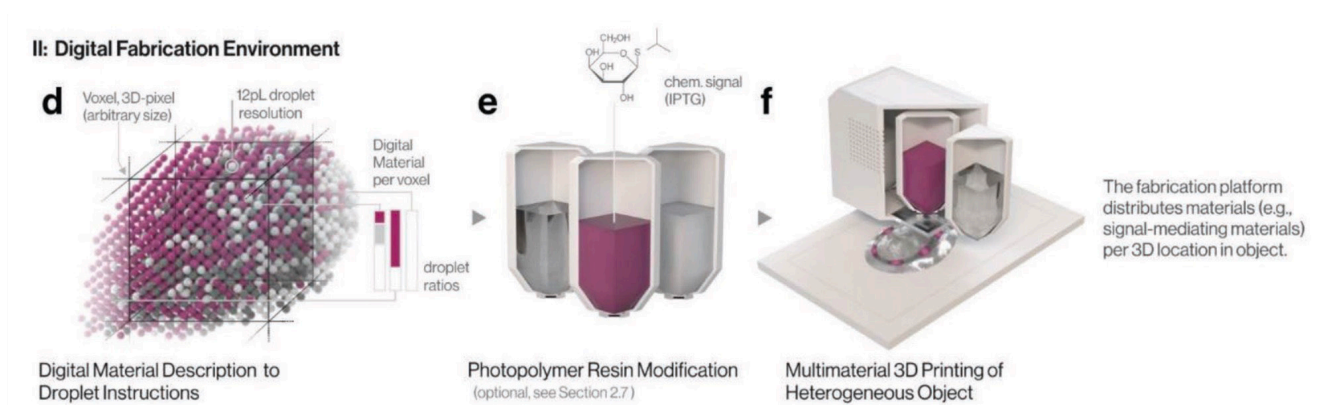 II: Digital Fabrication Environment
d
Voxel, 3D-pixel
(arbitrary size)
12pL droplet
resolution
Digital
Material
per voxel
droplet
ratios
Digital Material Description to
Droplet Instructions
e
CH₂OH
OH
O
S
OH
OH
chem. signal
(IPTG)
Photopolymer Resin Modification
(optional, see Section 2.7)
f
Multimaterial 3D Printing of
Heterogeneous Object
The fabrication platform
distributes materials (e.g.,
signal-mediating materials)
per 3D location in object.